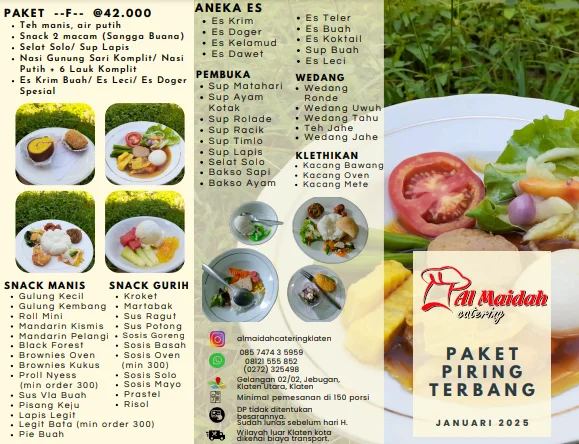 PAKET --F-- @42.000
• Teh manis, air putih
• Snack 2 macam (Sangga Buana)
• Selat Solo/ Sup Lapis
• Nasi Gunung Sari Komplit/ Nasi
Putih + 6 Lauk Komplit
• Es Krim Buah/ Es Leci/ Es Doger
Spesial
SNACK MANIS
• Gulung Kecil
• Gulung Kembang
• Roll Mini
• Mandarin Kismis
• Mandarin Pelangi
• Black Forest
• Brownies Oven
• Brownies Kukus
• Proll Nyess
(min order 300)
• Sus Vla Buah
• Pisang Keju
• Lapis Legit
• Legit Bata (min order 300)
• Pie Buah
SNACK GURIH
• Kroket
• Martabak
• Sus Ragut
• Sus Potong
• Sosis Goreng
• Sosis Basah
• Sosis Oven
(min 300)
• Sosis Solo
• Sosis Mayo
• Prastel
• Risol
ANEKA ES
• Es Krim
• Es Doger
• Es Kelamud
• Es Dawet
• Es Teler
• Es Buah
• Es Koktail
• Sup Buah
• Es Leci
PEMBUKA
• Sup Matahari
• Sup Ayam
Kotak
• Sup Rolade
• Sup Racik
• Sup Timlo
• Sup Lapis
• Selat Solo
• Bakso Sapi
• Bakso Ayam
WEDANG
• Wedang
Ronde
• Wedang Uwuh
• Wedang Tahu
• Teh Jahe
• Wedang Jahe
KLETHIKAN
• Kacang Bawang
• Kacang Oven
• Kacang Mete
almaidahcateringklaten
085 7474 3 5959
08121 555 852
(0272) 325498
Gelangan 02/02, Jebugan,
Klaten Utara, Klaten
Minimal pemesanan di 150 porsi
DP tidak ditentukan
besarannya.
Sudah lunas sebelum hari H.
Wilayah luar Klaten kota
dikenai biaya transport.
Al Maidah
catering
PAKET
PIRING
TERBANG
JANUARI 2025